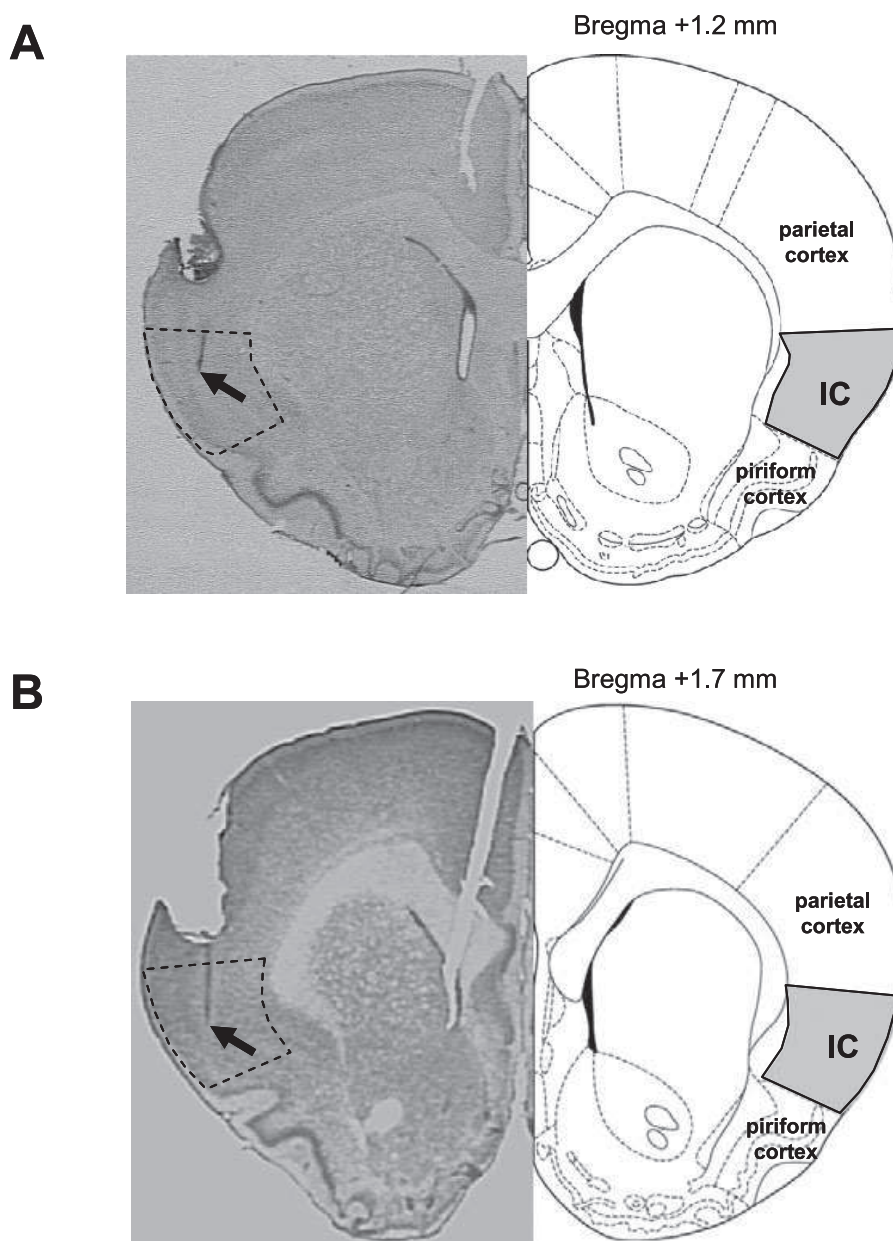 A
Bregma +1.2 mm
parietal
cortex
IC
piriform
cortex
B
Bregma +1.7 mm
parietal
cortex
IC
piriform
cortex